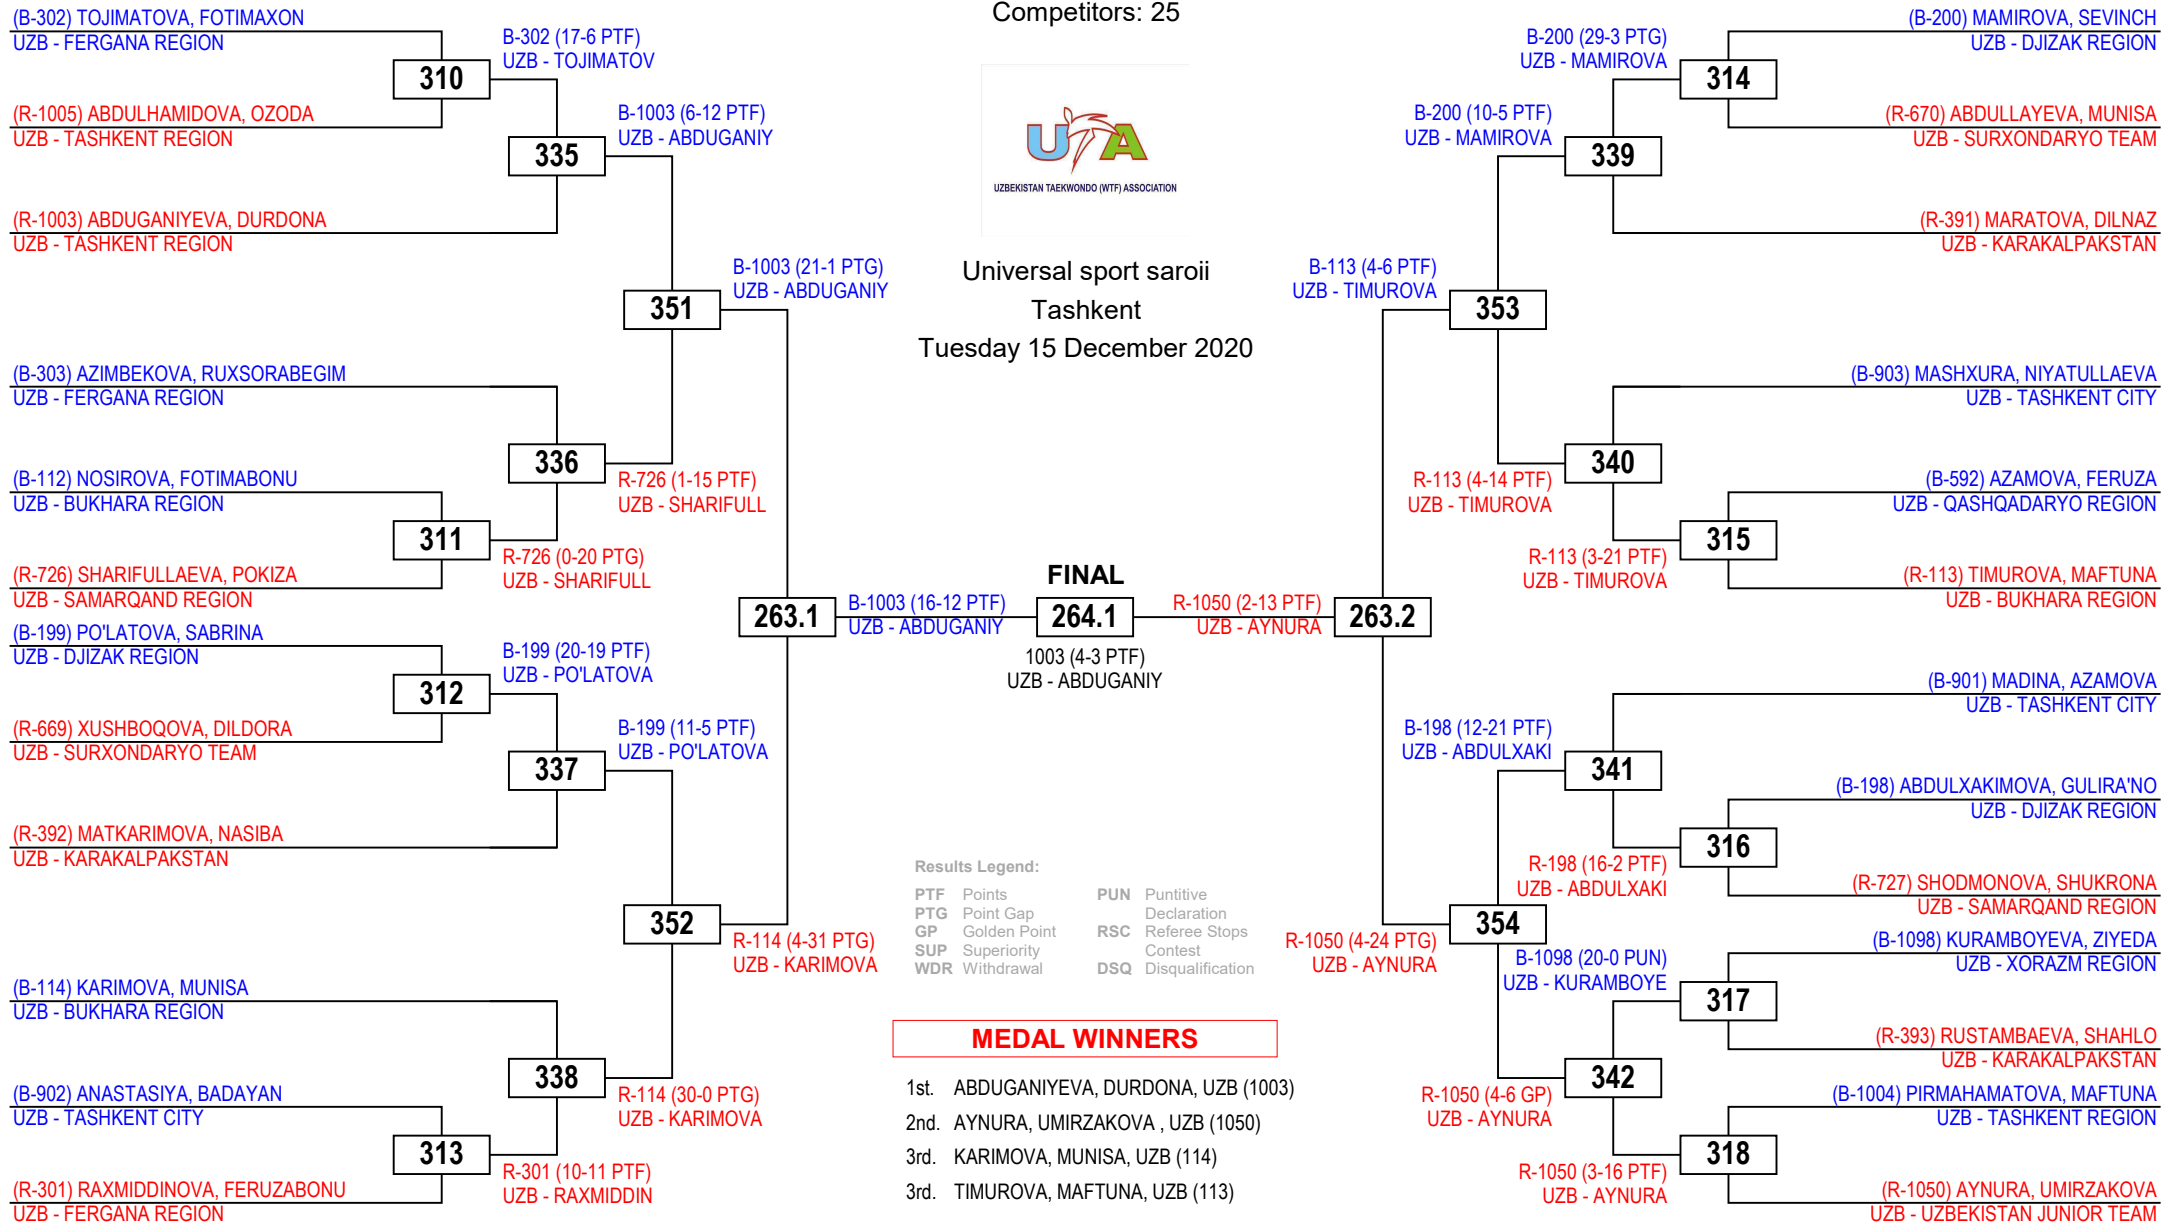 Competitors: 25
UZBEKISTAN TAEKWONDO (WTF) ASSOCIATION
Universal sport saroii
Tashkent
Tuesday 15 December 2020
(B-302) TOJIMATOVA, FOTIMAXON
UZB - FERGANA REGION
310
(R-1005) ABDULHAMIDOVA, OZODA
UZB - TASHKENT REGION
B-302 (17-6 PTF)
UZB - TOJIMATOV
335
(R-1003) ABDUGANIYEVA, DURDONA
UZB - TASHKENT REGION
B-1003 (6-12 PTF)
UZB - ABDUGANIY
351
B-1003 (21-1 PTG)
UZB - ABDUGANIY
(B-303) AZIMBEKOVA, RUXSORABEGIM
UZB - FERGANA REGION
336
R-726 (1-15 PTF)
UZB - SHARIFULL
(B-112) NOSIROVA, FOTIMABONU
UZB - BUKHARA REGION
311
R-726 (0-20 PTG)
UZB - SHARIFULL
(R-726) SHARIFULLAEVA, POKIZA
UZB - SAMARQAND REGION
(B-199) PO'LATOVA, SABRINA
UZB - DJIZAK REGION
312
B-199 (20-19 PTF)
UZB - PO'LATOVA
(R-669) XUSHBOQOVA, DILDORA
UZB - SURXONDARYO TEAM
337
B-199 (11-5 PTF)
UZB - PO'LATOVA
(R-392) MATKARIMOVA, NASIBA
UZB - KARAKALPAKSTAN
352
R-114 (4-31 PTG)
UZB - KARIMOVA
(B-114) KARIMOVA, MUNISA
UZB - BUKHARA REGION
338
R-114 (30-0 PTG)
UZB - KARIMOVA
(B-902) ANASTASIYA, BADAYAN
UZB - TASHKENT CITY
313
R-301 (10-11 PTF)
UZB - RAXMIDDIN
(R-301) RAXMIDDINOVA, FERUZABONU
UZB - FERGANA REGION
263.1
B-1003 (16-12 PTF)
UZB - ABDUGANIY
FINAL
264.1
1003 (4-3 PTF)
UZB - ABDUGANIY
R-1050 (2-13 PTF)
UZB - AYNURA
263.2
(B-200) MAMIROVA, SEVINCH
UZB - DJIZAK REGION
B-200 (29-3 PTG)
UZB - MAMIROVA
314
(R-670) ABDULLAYEVA, MUNISA
UZB - SURXONDARYO TEAM
B-200 (10-5 PTF)
UZB - MAMIROVA
339
(R-391) MARATOVA, DILNAZ
UZB - KARAKALPAKSTAN
B-113 (4-6 PTF)
UZB - TIMUROVA
353
(B-903) MASHXURA, NIYATULLAEVA
UZB - TASHKENT CITY
340
R-113 (4-14 PTF)
UZB - TIMUROVA
(B-592) AZAMOVA, FERUZA
UZB - QASHQADARYO REGION
315
R-113 (3-21 PTF)
UZB - TIMUROVA
(R-113) TIMUROVA, MAFTUNA
UZB - BUKHARA REGION
(B-901) MADINA, AZAMOVA
UZB - TASHKENT CITY
B-198 (12-21 PTF)
UZB - ABDULXAKI
341
(B-198) ABDULXAKIMOVA, GULIRA'NO
UZB - DJIZAK REGION
316
R-198 (16-2 PTF)
UZB - ABDULXAKI
(R-727) SHODMONOVA, SHUKRONA
UZB - SAMARQAND REGION
354
R-1050 (4-24 PTG)
UZB - AYNURA
(B-1098) KURAMBOYEVA, ZIYEDA
UZB - XORAZM REGION
B-1098 (20-0 PUN)
UZB - KURAMBOYE
317
(R-393) RUSTAMBAEVA, SHAHLO
UZB - KARAKALPAKSTAN
342
R-1050 (4-6 GP)
UZB - AYNURA
(B-1004) PIRMAHAMATOVA, MAFTUNA
UZB - TASHKENT REGION
318
R-1050 (3-16 PTF)
UZB - AYNURA
(R-1050) AYNURA, UMIRZAKOVA
UZB - UZBEKISTAN JUNIOR TEAM
Results Legend:
PTF Points
PTG Point Gap
GP Golden Point
SUP Superiority
WDR Withdrawal
PUN Puntitive
Declaration
RSC Referee Stops
Contest
DSQ Disqualification
MEDAL WINNERS
1st. ABDUGANIYEVA, DURDONA, UZB (1003)
2nd. AYNURA, UMIRZAKOVA , UZB (1050)
3rd. KARIMOVA, MUNISA, UZB (114)
3rd. TIMUROVA, MAFTUNA, UZB (113)